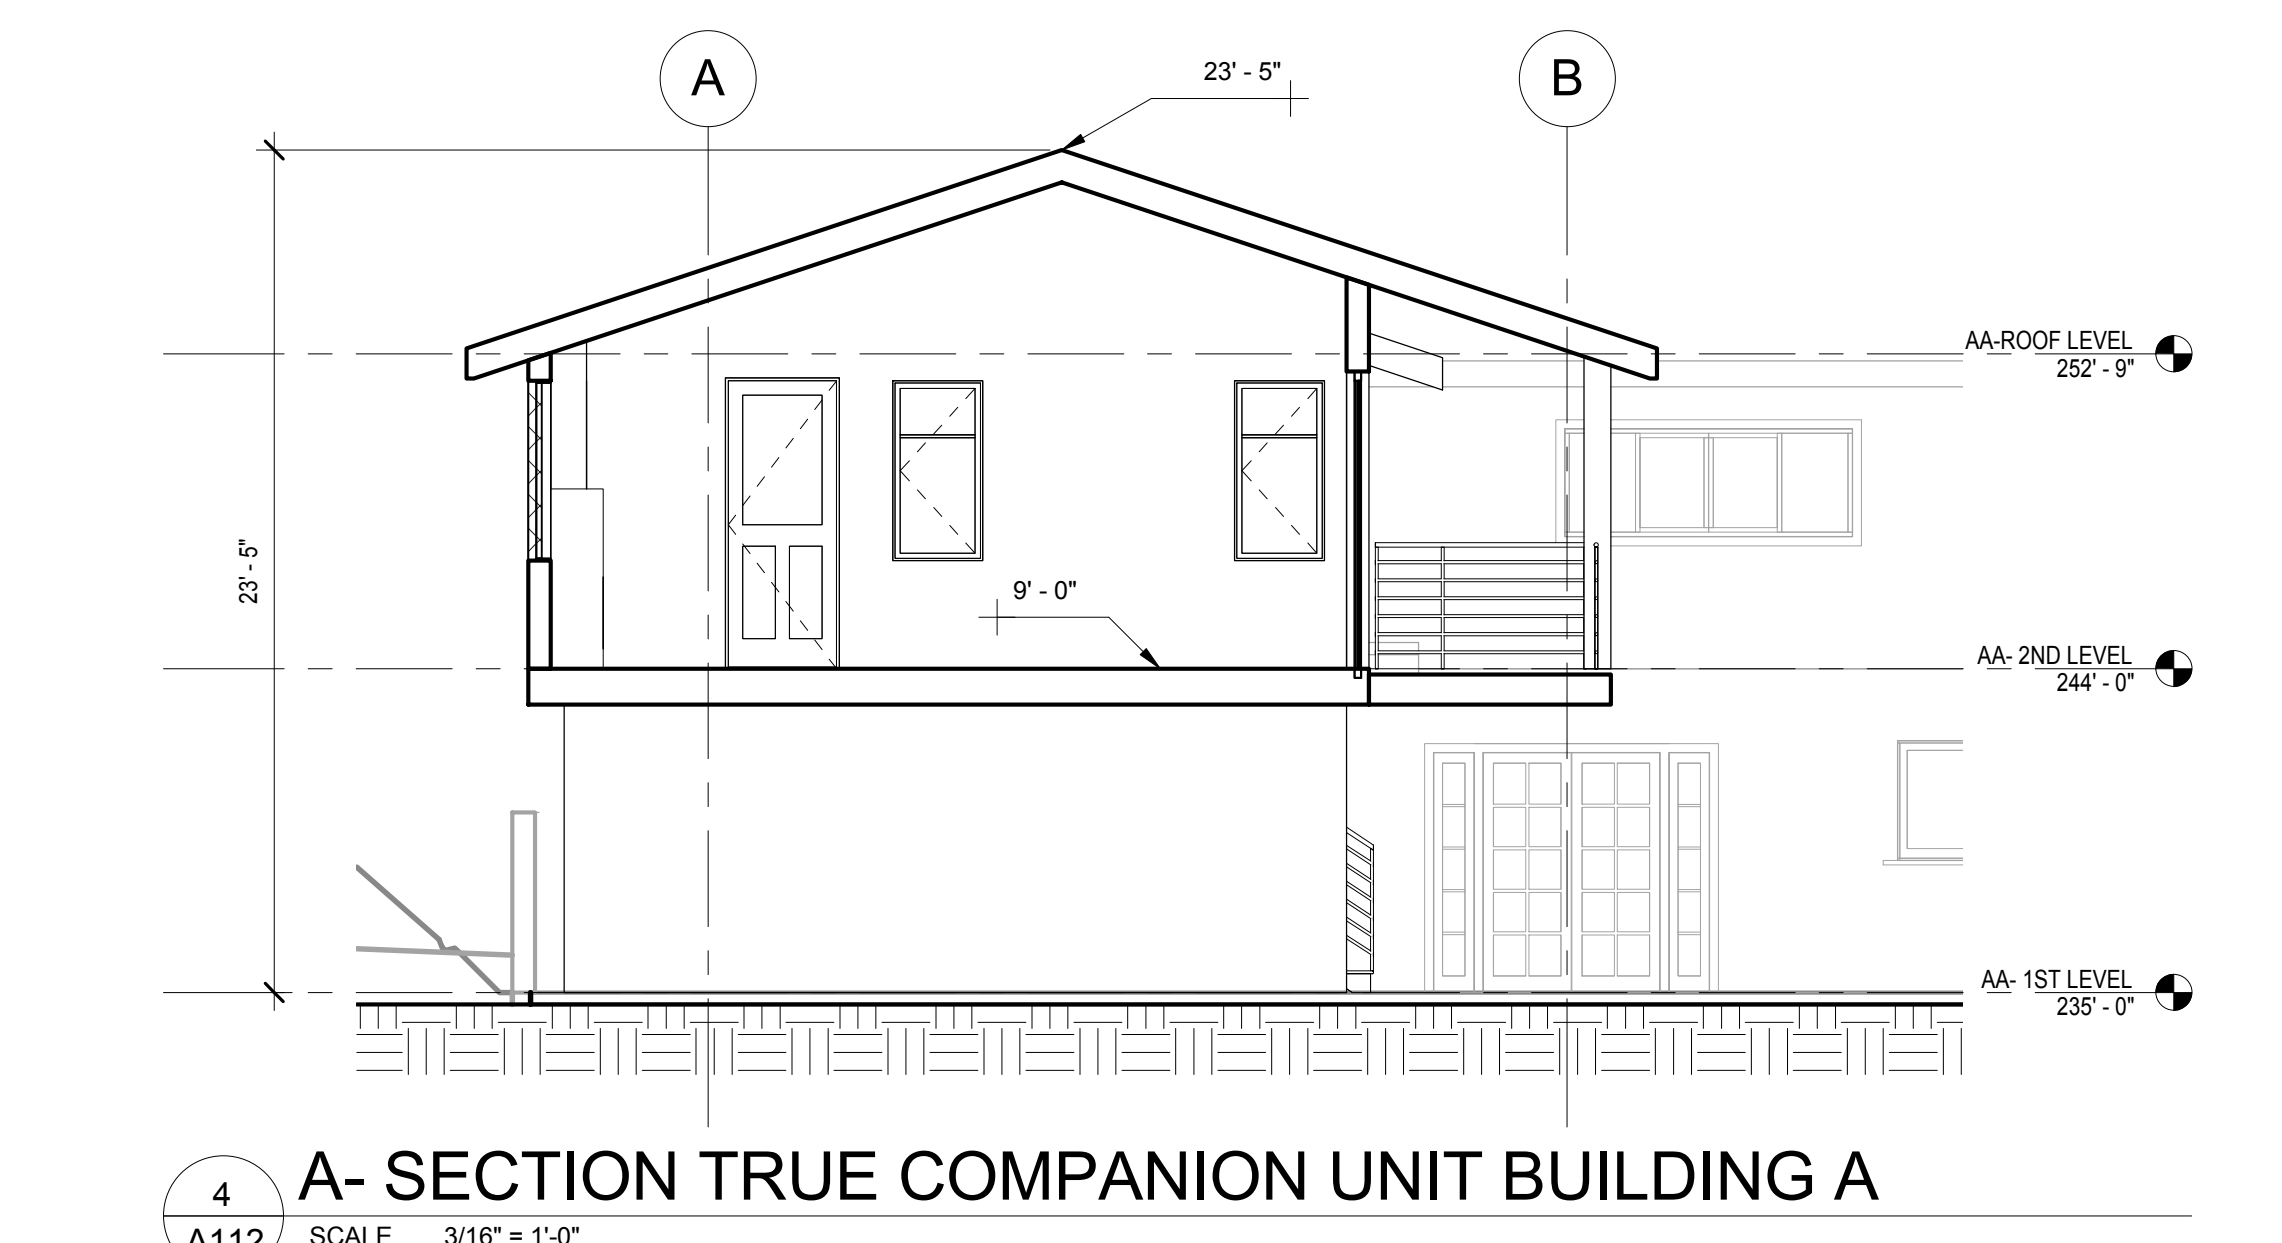 A
23' - 5"
B
AA-ROOF LEVEL
252' - 9"
23' - 5"
9' - 0"
AA- 2ND LEVEL
244' - 0"
AA- 1ST LEVEL
235' - 0"
4
A- SECTION TRUE COMPANION UNIT BUILDING A
A112
SCALE 3/16" = 1'-0"